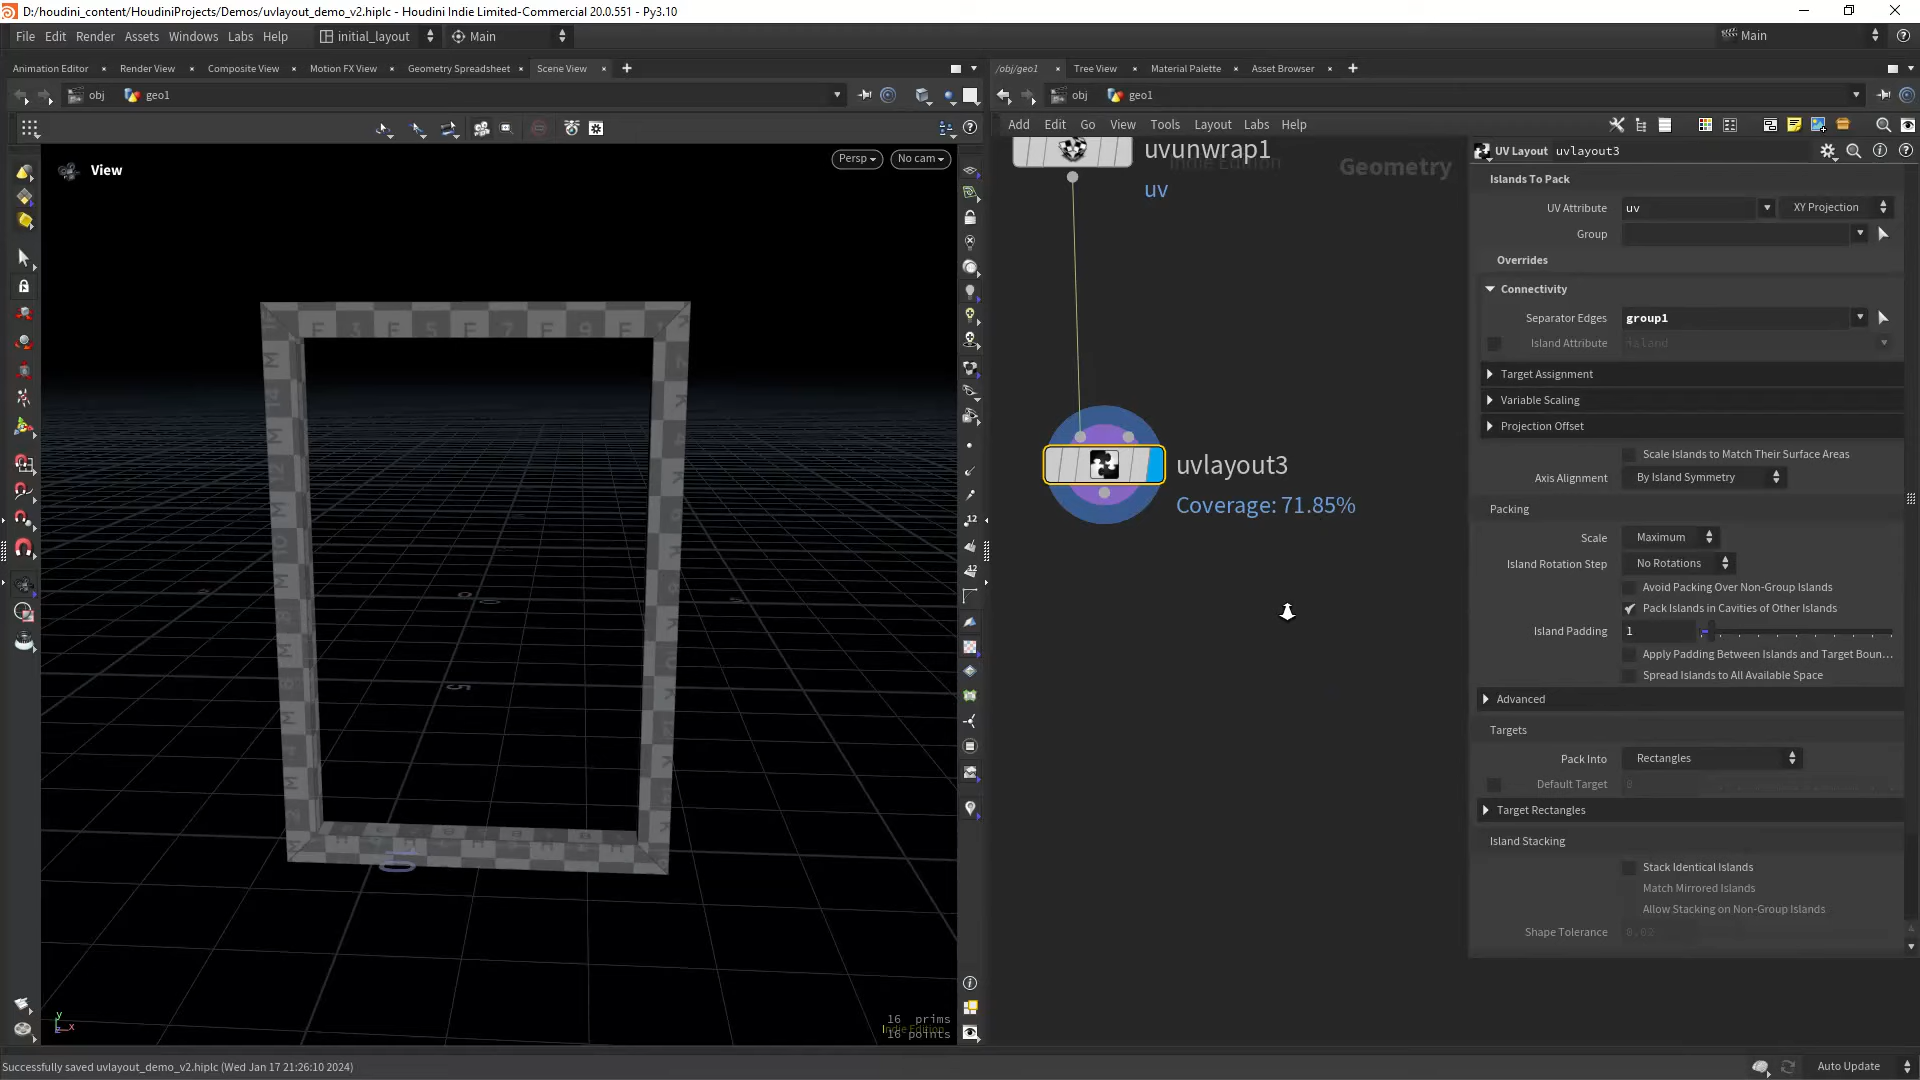 D:/houdini_content/HoudiniProjects/Demos/uvlayout_demo_v2.hiplc - Houdini Indie Limited-Commercial 20.0.551 - Py3.10
File Edit Render Assets Windows Labs Help initial_layout Main Main
Animation Editor Render View Composite View Motion FX View Geometry Spreadsheet Scene View
obj geo1
View
Persp No cam
16 prims
Indie Edition
16 points
/obj/geo1 Tree View Material Palette Asset Browser
obj geo1
Add Edit Go View Tools Layout Labs Help
uvunwrap1
uv
Indie Edition
Geometry
uvlayout3
Coverage: 71.85%
UV Layout uvlayout3
Islands To Pack
UV Attribute uv XY Projection
Group
Overrides
Connectivity
Separator Edges group1
Island Attribute island
Target Assignment
Variable Scaling
Projection Offset
Scale Islands to Match Their Surface Areas
Axis Alignment By Island Symmetry
Packing
Scale Maximum
Island Rotation Step No Rotations
Avoid Packing Over Non-Group Islands
Pack Islands in Cavities of Other Islands
Island Padding 1
Apply Padding Between Islands and Target Boun...
Spread Islands to All Available Space
Advanced
Targets
Pack Into Rectangles
Default Target 0
Target Rectangles
Island Stacking
Stack Identical Islands
Match Mirrored Islands
Allow Stacking on Non-Group Islands
Shape Tolerance 0.02
Successfully saved uvlayout_demo_v2.hiplc (Wed Jan 17 21:26:10 2024)
Auto Update